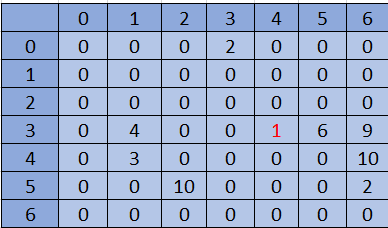 0 1 2 3 4 5 6
0 0 0 0 2 0 0 0
1 0 0 0 0 0 0 0
2 0 0 0 0 0 0 0
3 0 4 0 0 1 6 9
4 0 3 0 0 0 0 10
5 0 0 10 0 0 0 2
6 0 0 0 0 0 0 0